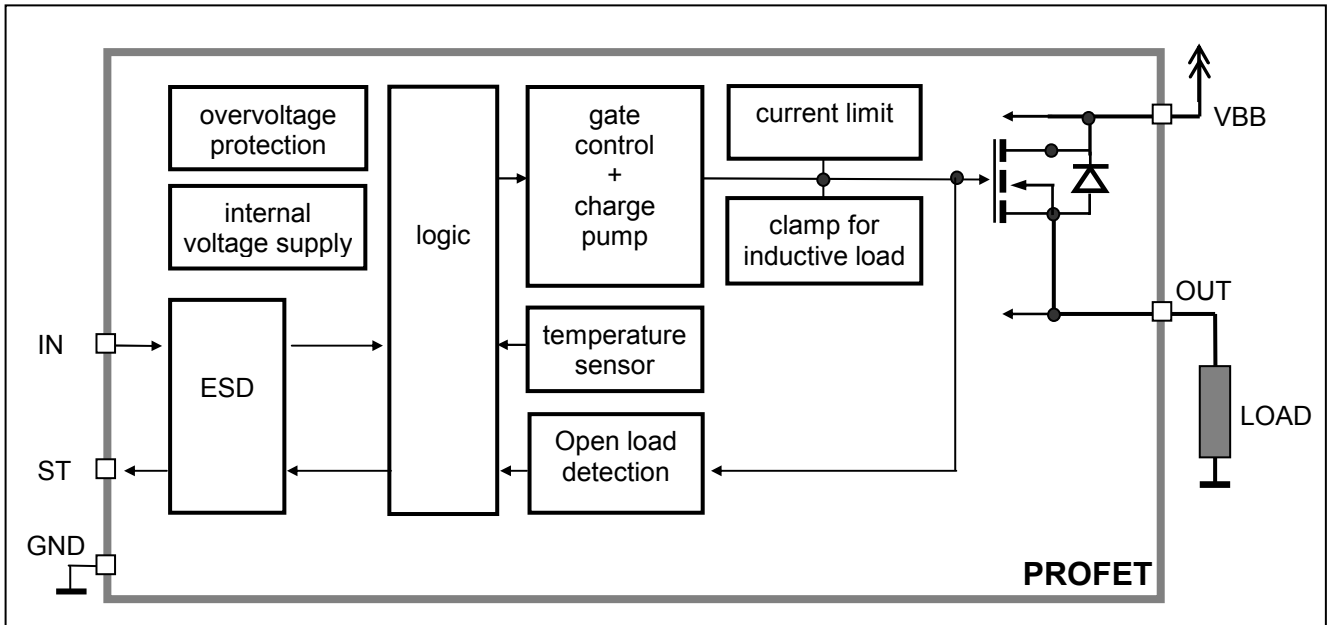 overvoltage
protection
internal
voltage supply
logic
gate
control
+
charge
pump
current limit
clamp for
inductive load
VBB
OUT
LOAD
IN
ESD
temperature
sensor
ST
Open load
detection
GND
PROFET